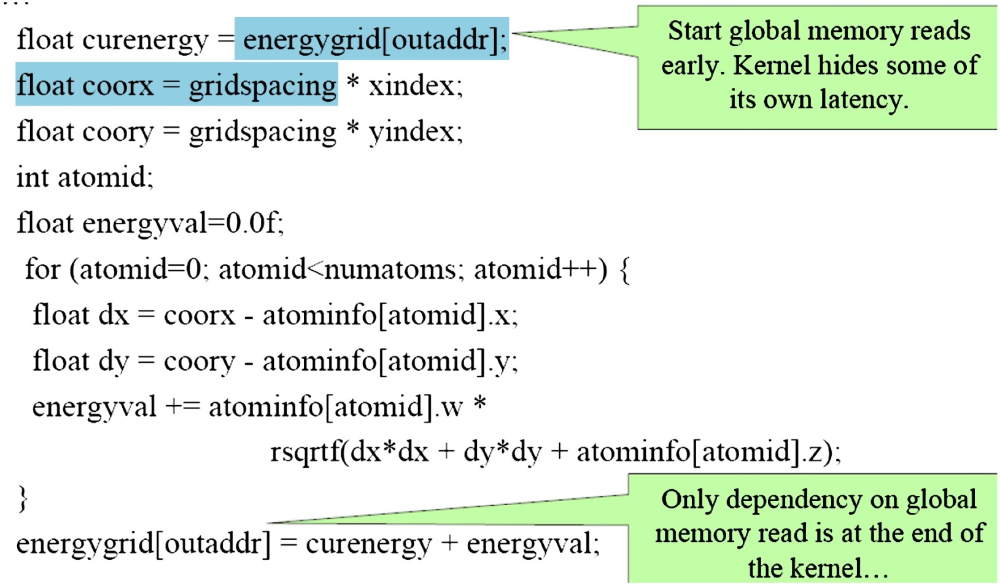 ...
float curenergy = energygrid[outaddr];
Start global memory reads
early. Kernel hides some of
its own latency.
float coorx = gridspacing * xindex;
float coory = gridspacing * yindex;
int atomid;
float energyval=0.0f;
for (atomid=0; atomid<numatoms; atomid++) {
float dx = coorx - atominfo[atomid].x;
float dy = coory - atominfo[atomid].y;
energyval += atominfo[atomid].w *
rsqrtf(dx*dx + dy*dy + atominfo[atomid].z);
}
energygrid[outaddr] = curenergy + energyval;
Only dependency on global
memory read is at the end of
the kernel…